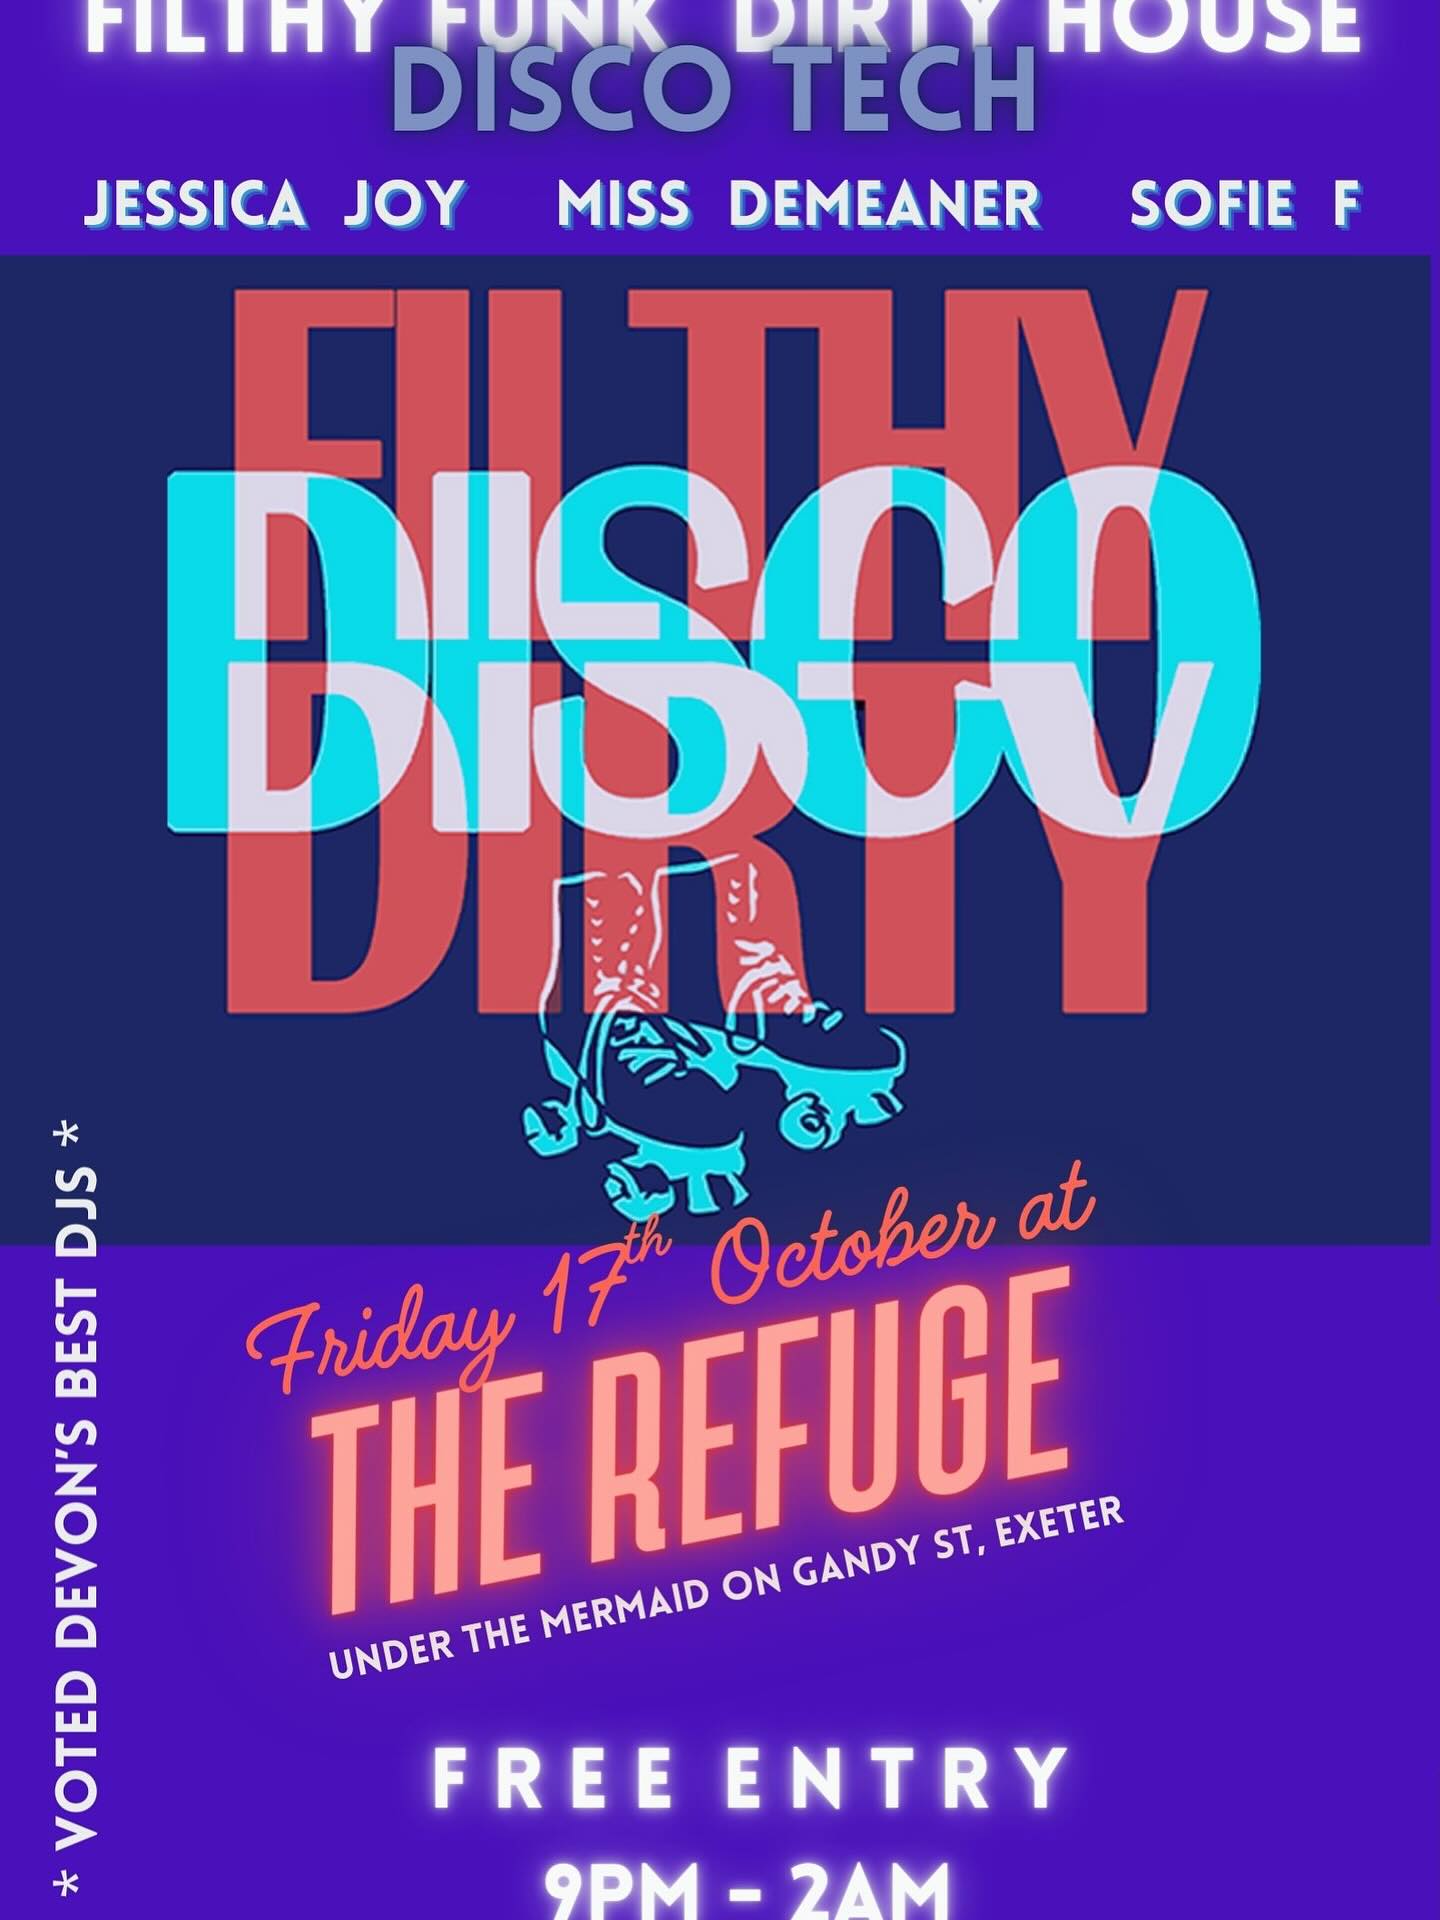 FILTHY FUNK DIRTY HOUSE
DISCO TECH
JESSICA JOY MISS DEMEANER SOFIE F
FILTHY
DISCO
DIRTY
Friday 17th October at
THE REFUGE
UNDER THE MERMAID ON GANDY ST, EXETER
* VOTED DEVON'S BEST DJS *
FREE ENTRY
9PM - 2AM